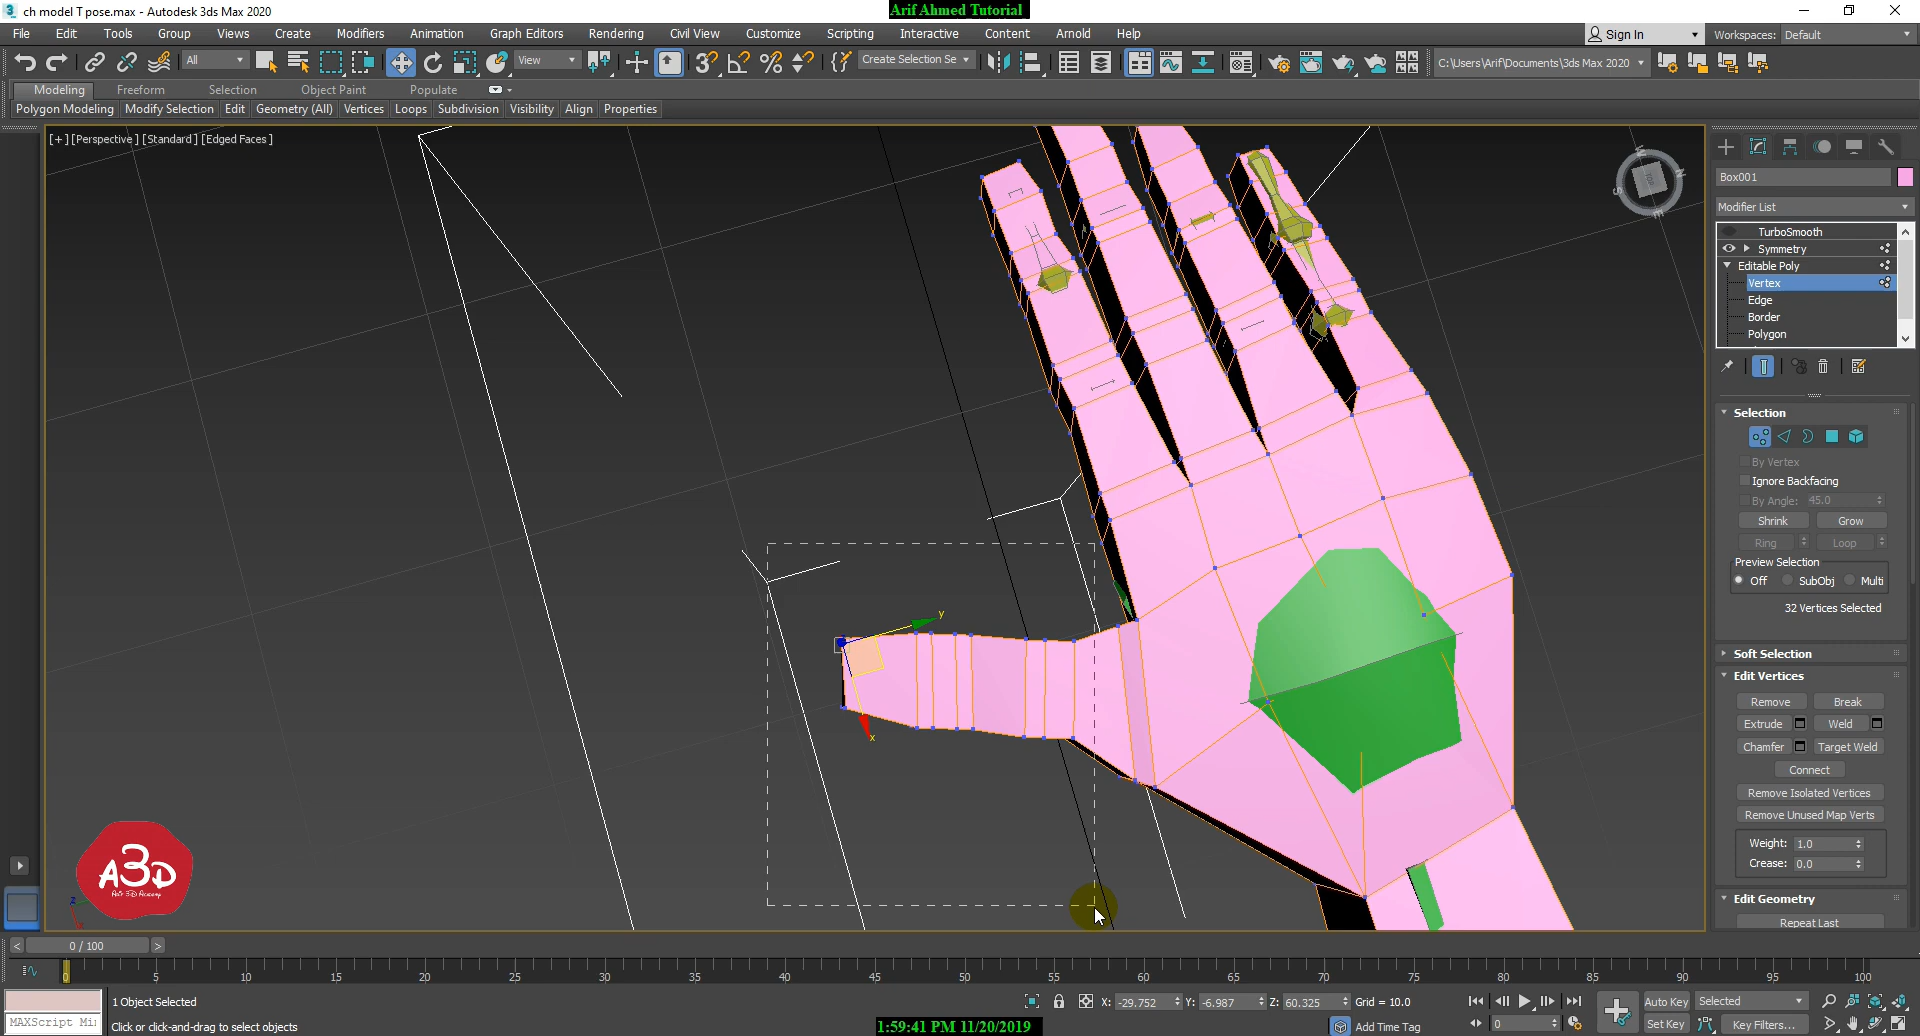 ch model T pose.max - Autodesk 3ds Max 2020
Arif Ahmed Tutorial
File Edit Tools Group Views Create Modifiers Animation Graph Editors Rendering Civil View Customize Scripting Interactive Content Arnold Help
Sign In Workspaces: Default
All View Create Selection Se C:\Users\Arif\Documents\3ds Max 2020
Modeling Freeform Selection Object Paint Populate
Polygon Modeling Modify Selection Edit Geometry (All) Vertices Loops Subdivision Visibility Align Properties
[+] [Perspective] [Standard] [Edged Faces]
Box001
Modifier List
TurboSmooth
Symmetry
Editable Poly
Vertex
Edge
Border
Polygon
Selection
By Vertex
Ignore Backfacing
By Angle: 45.0
Shrink Grow
Ring Loop
Preview Selection
Off SubObj Multi
32 Vertices Selected
Soft Selection
Edit Vertices
Remove Break
Extrude Weld
Chamfer Target Weld
Connect
Remove Isolated Vertices
Remove Unused Map Verts
Weight: 1.0
Crease: 0.0
Edit Geometry
Repeat Last
y
x
z
A3D
Arif 3D Academy
< 0 / 100 >
0 5 10 15 20 25 30 35 40 45 50 55 60 65 70 75 80 85 90 95 100
1 Object Selected
X: -29.752 Y: -6.987 Z: 60.325 Grid = 10.0
Auto Key Selected
MAXScript Mi
Click or click-and-drag to select objects
1:59:41 PM 11/20/2019
Add Time Tag
0
Set Key Key Filters...